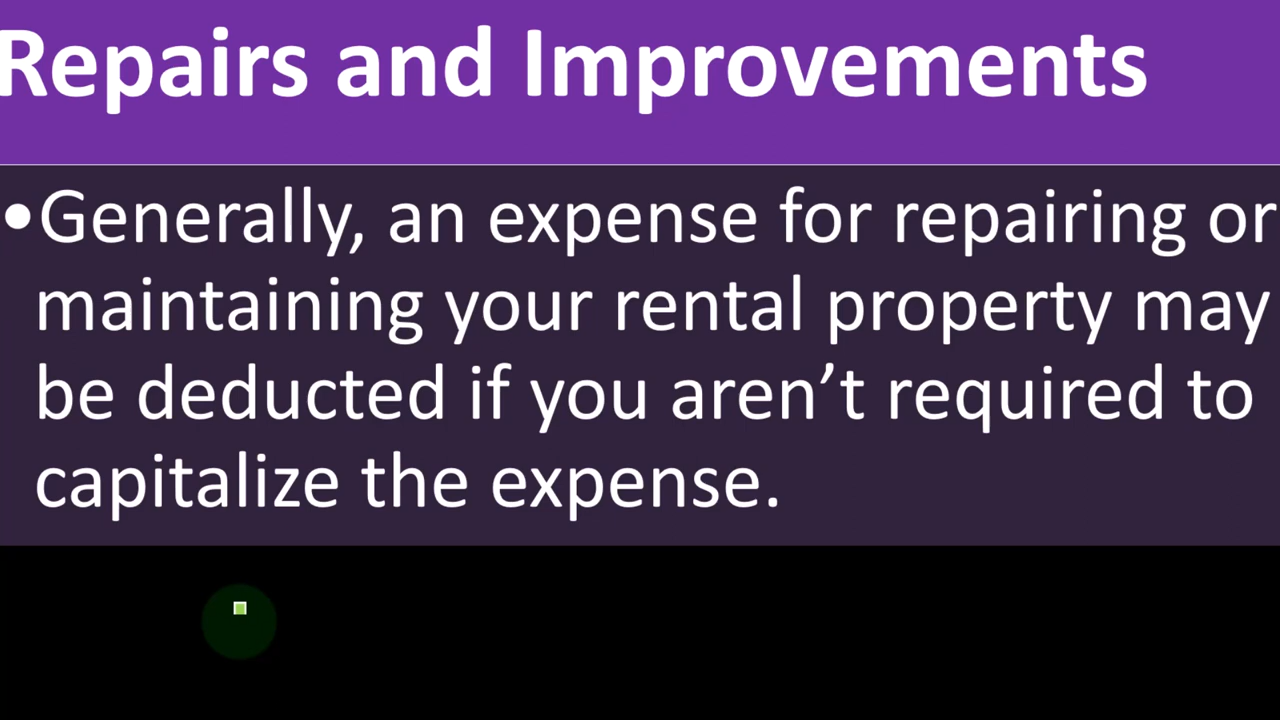 Repairs and Improvements
•Generally, an expense for repairing or
maintaining your rental property may
be deducted if you aren’t required to
capitalize the expense.